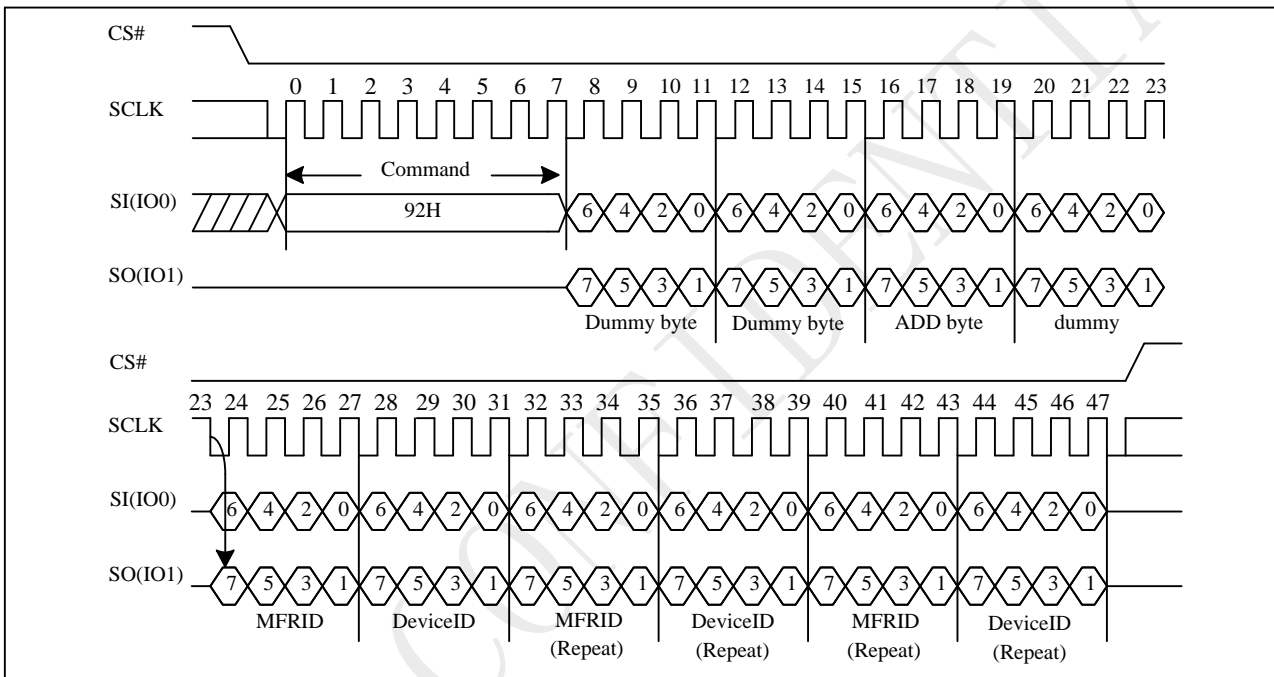 CS#
0 1 2 3 4 5 6 7 8 9 10 11 12 13 14 15 16 17 18 19 20 21 22 23
SCLK
Command
SI(IO0)
92H
6 4 2 0 6 4 2 0 6 4 2 0 6 4 2 0
SO(IO1)
7 5 3 1 7 5 3 1 7 5 3 1 7 5 3 1
Dummy byte Dummy byte ADD byte dummy
CS#
23 24 25 26 27 28 29 30 31 32 33 34 35 36 37 38 39 40 41 42 43 44 45 46 47
SCLK
SI(IO0)
6 4 2 0 6 4 2 0 6 4 2 0 6 4 2 0 6 4 2 0 6 4 2 0
SO(IO1)
7 5 3 1 7 5 3 1 7 5 3 1 7 5 3 1 7 5 3 1 7 5 3 1
MFRID DeviceID MFRID DeviceID MFRID DeviceID
(Repeat) (Repeat) (Repeat) (Repeat)
CONFIDENTIA